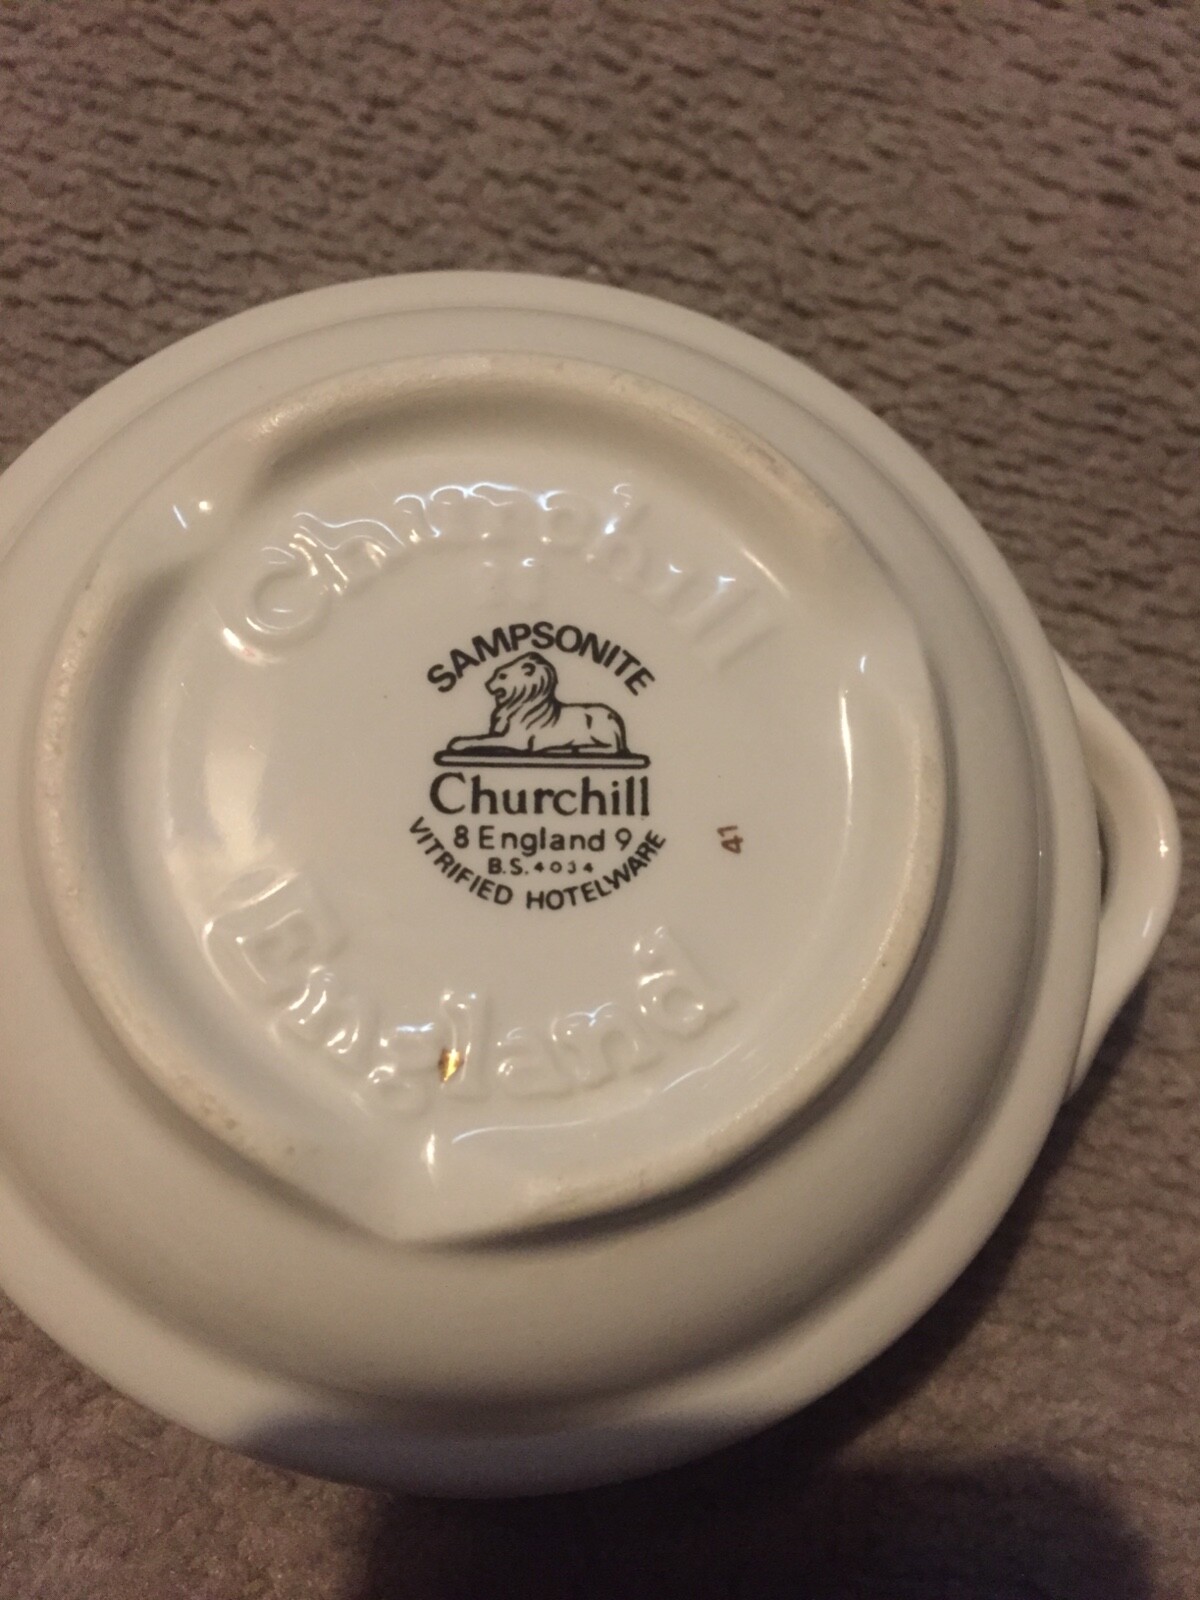 Churchill
SAMPSONITE
Churchill
8 England 9
B.S. 4034
VITRIFIED HOTELWARE
41
England